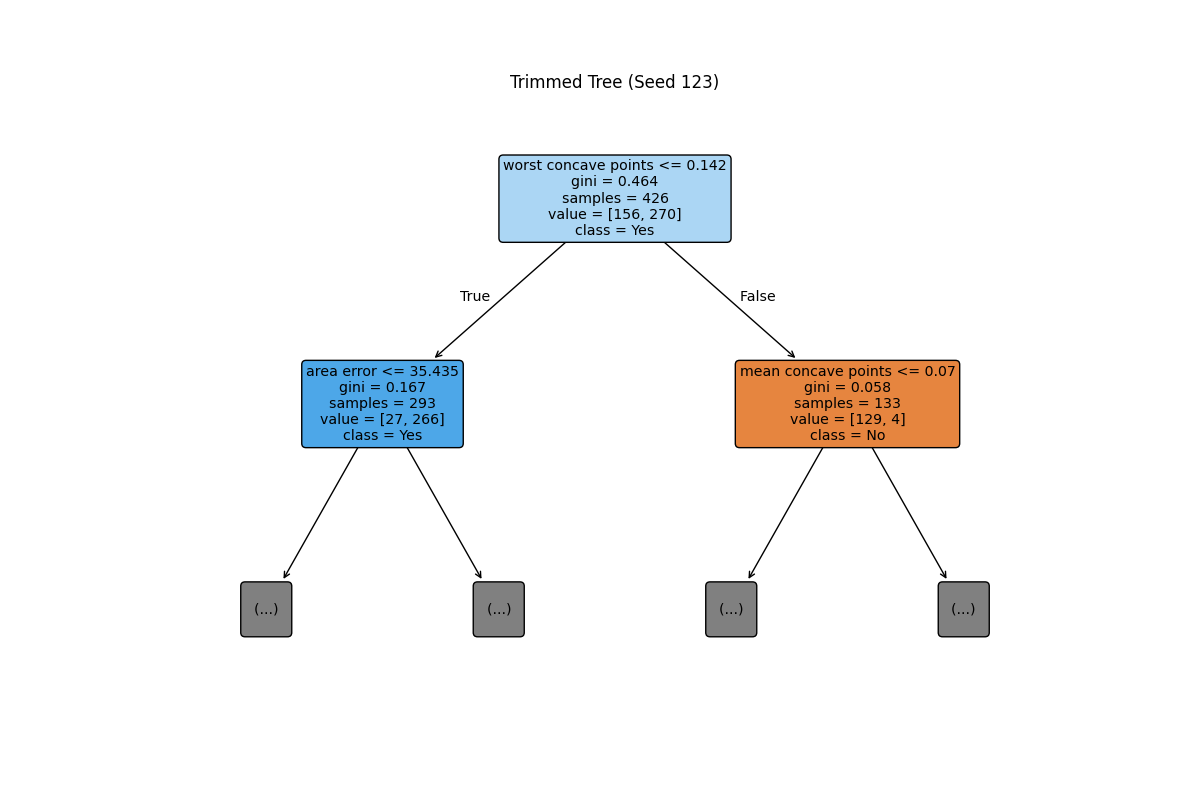 Trimmed Tree (Seed 123)
worst concave points <= 0.142
gini = 0.464
samples = 426
value = [156, 270]
class = Yes
True
False
area error <= 35.435
gini = 0.167
samples = 293
value = [27, 266]
class = Yes
mean concave points <= 0.07
gini = 0.058
samples = 133
value = [129, 4]
class = No
(...)
(...)
(...)
(...)